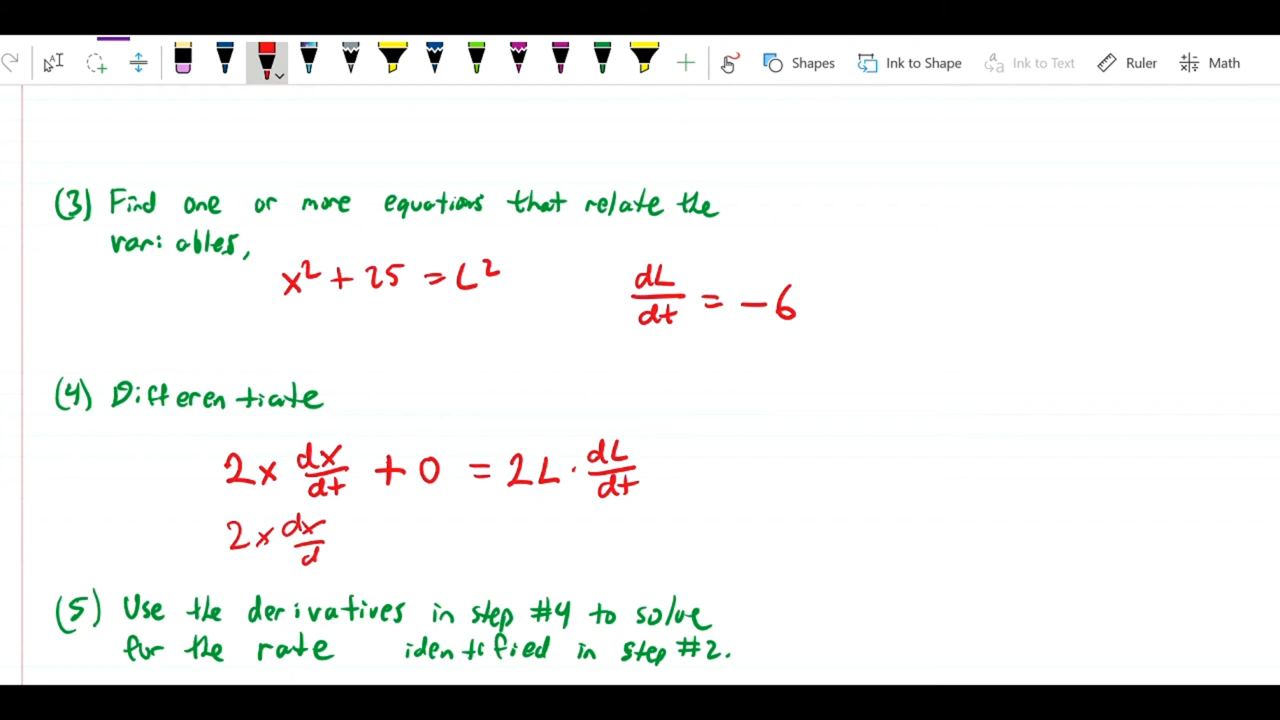 Shapes Ink to Shape Ink to Text Ruler Math
(3) Find one or more equations that relate the
variables,
x² + 25 = L²
dL/dt = -6
(4) Differentiate
2x dx/dt + 0 = 2L · dL/dt
2x dx/d
(5) Use the derivatives in step #4 to solve
for the rate identified in step #2.